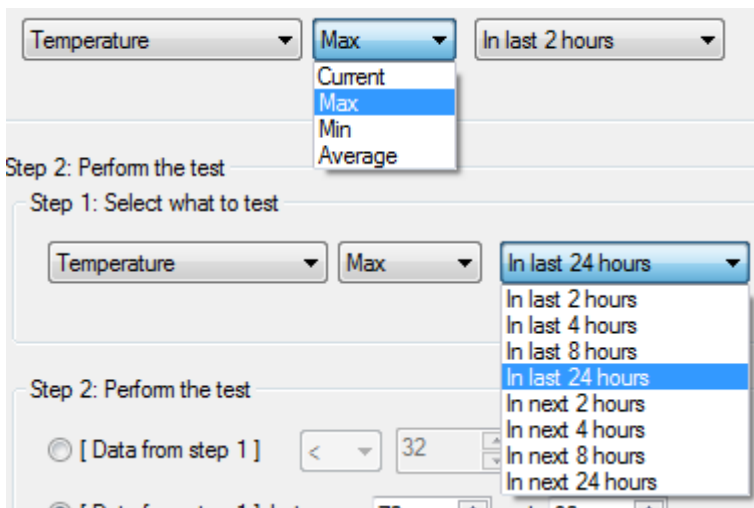 Temperature Max In last 2 hours
Current
Max
Min
Average
Step 2: Perform the test
Step 1: Select what to test
Temperature Max In last 24 hours
In last 2 hours
In last 4 hours
In last 8 hours
In last 24 hours
In next 2 hours
In next 4 hours
In next 8 hours
In next 24 hours
Step 2: Perform the test
[ Data from step 1 ] < 32